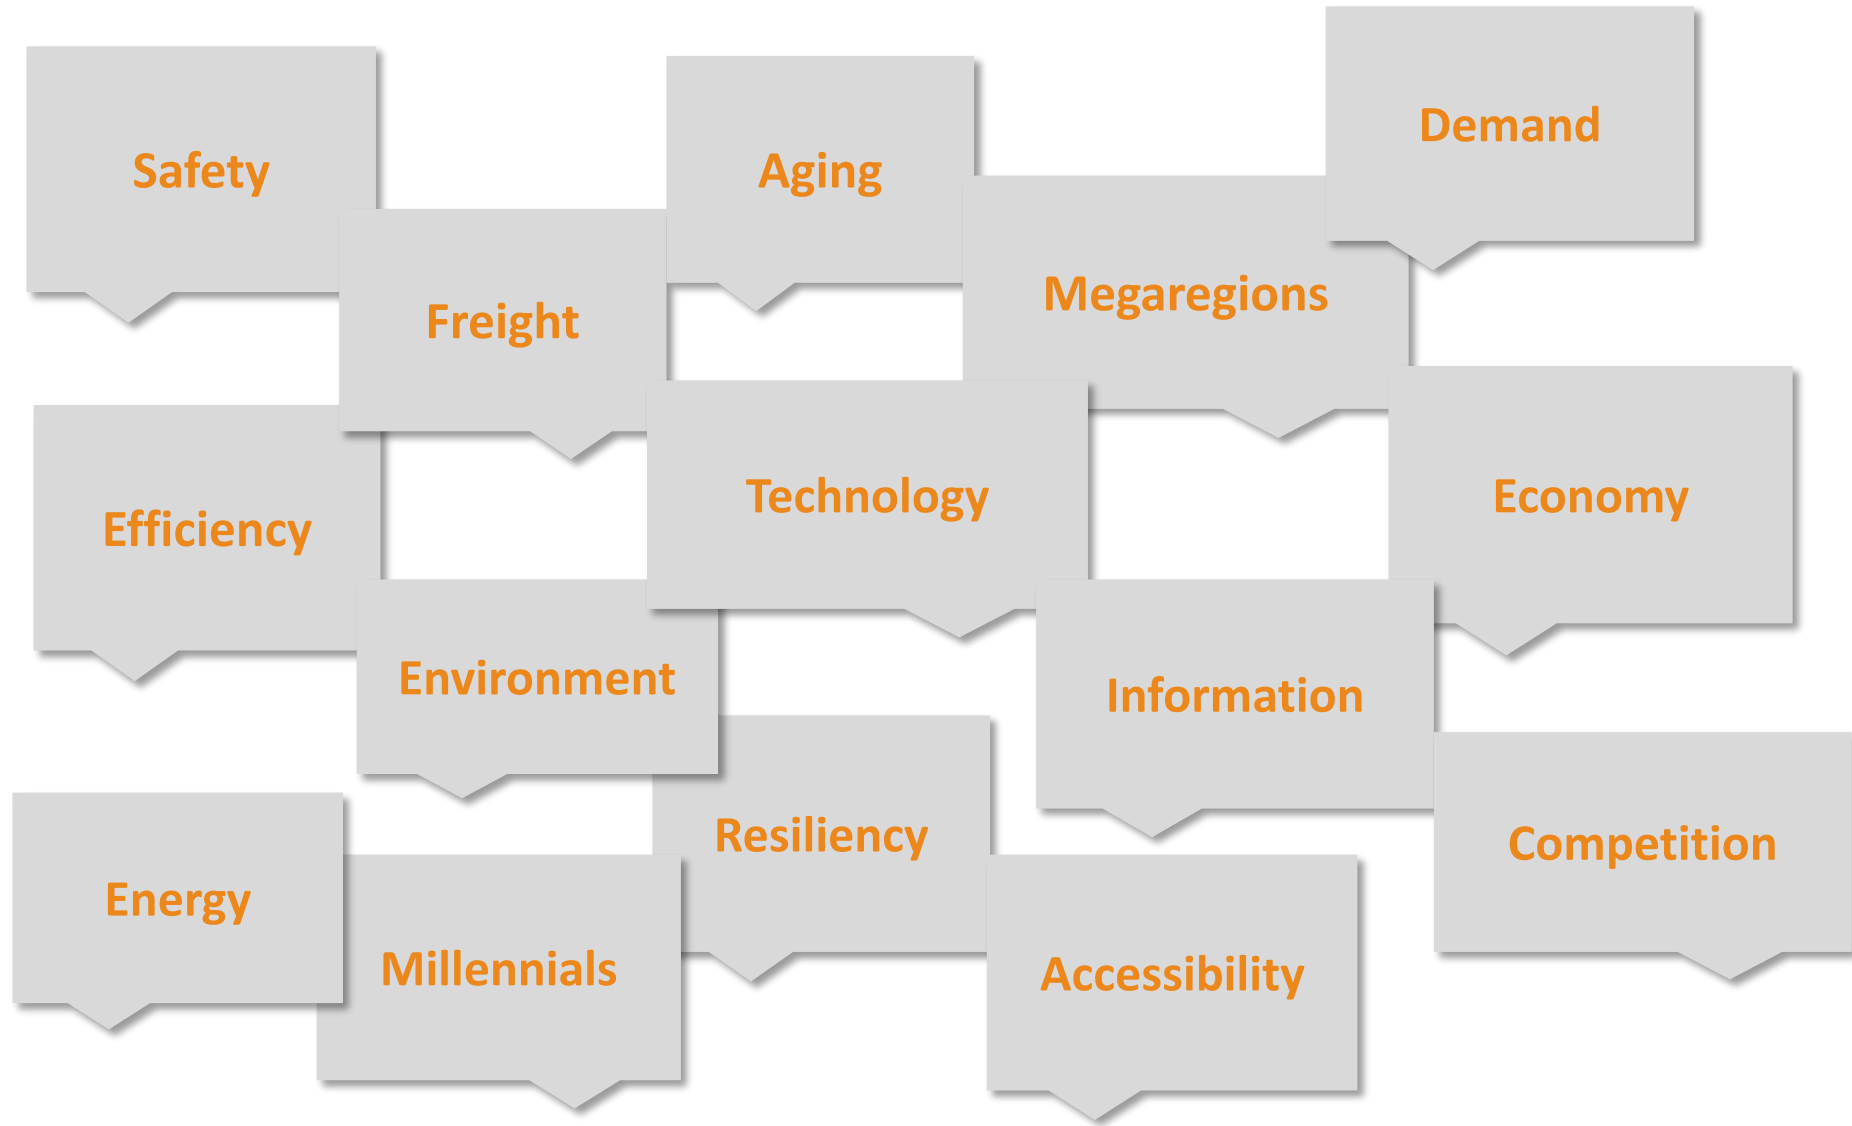 Safety
Aging
Demand
Freight
Megaregions
Efficiency
Technology
Economy
Environment
Information
Resiliency
Competition
Energy
Millennials
Accessibility